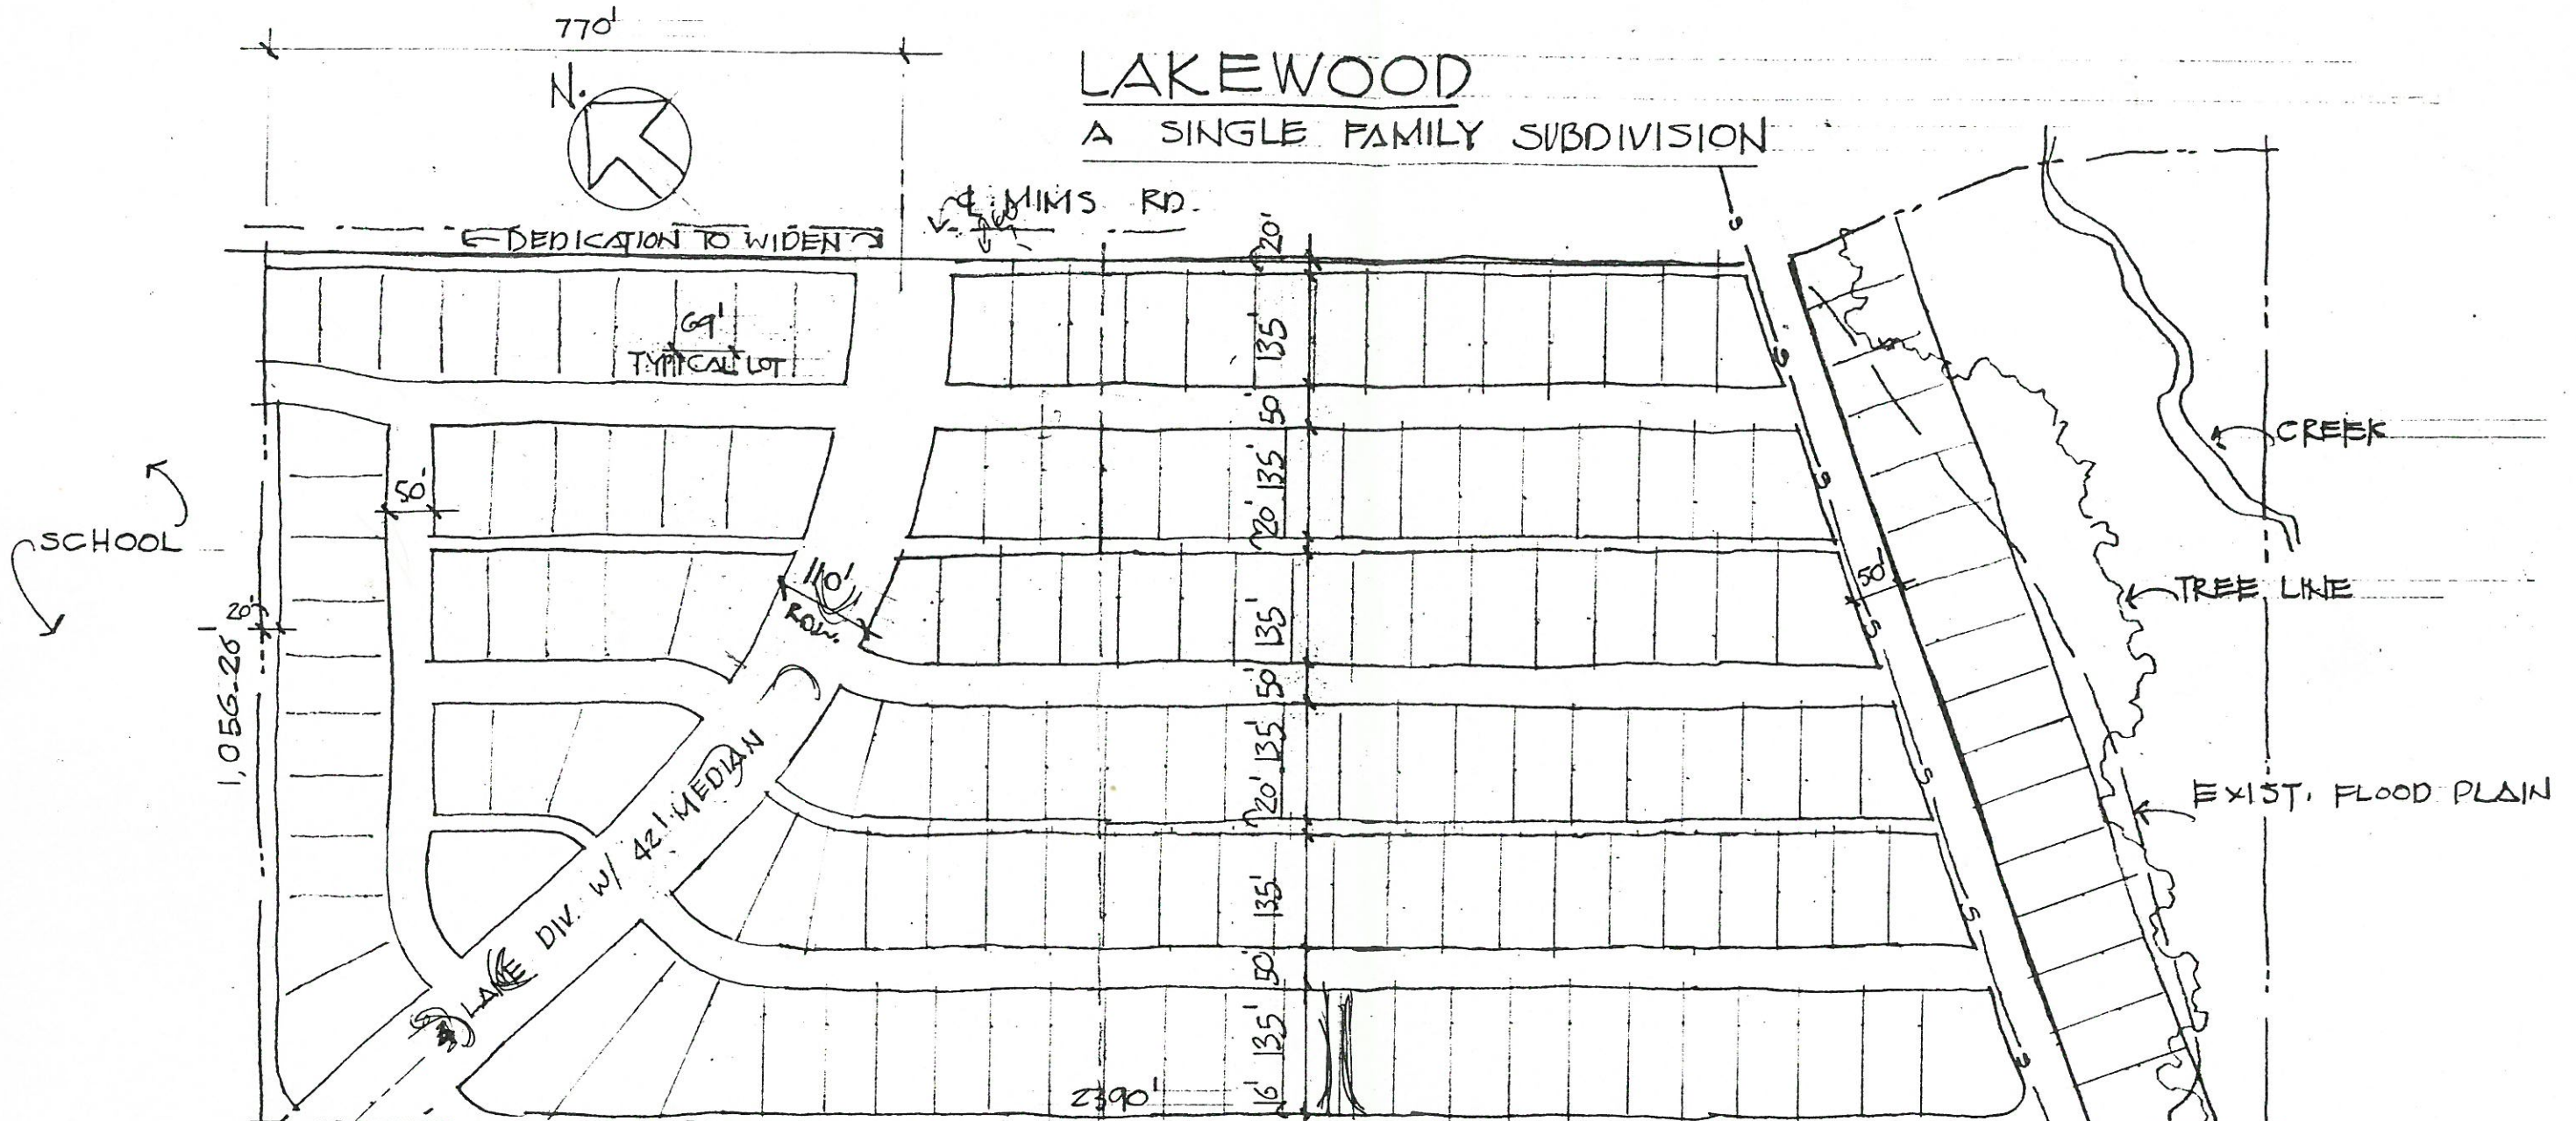 770'
N.
LAKEWOOD
A SINGLE FAMILY SUBDIVISION
℄ MIMS RD.
DEDICATION TO WIDEN
20'
69'
TYPICAL LOT
135'
50'
135'
20'
135'
50'
135'
20'
135'
50'
135'
16'
50'
SCHOOL
20'
1,056.26
110'
R.O.W.
LAKE DIV. W/ 42' MEDIAN
2390'
50'
CREEK
TREE LINE
EXIST. FLOOD PLAIN
S
S
S
S